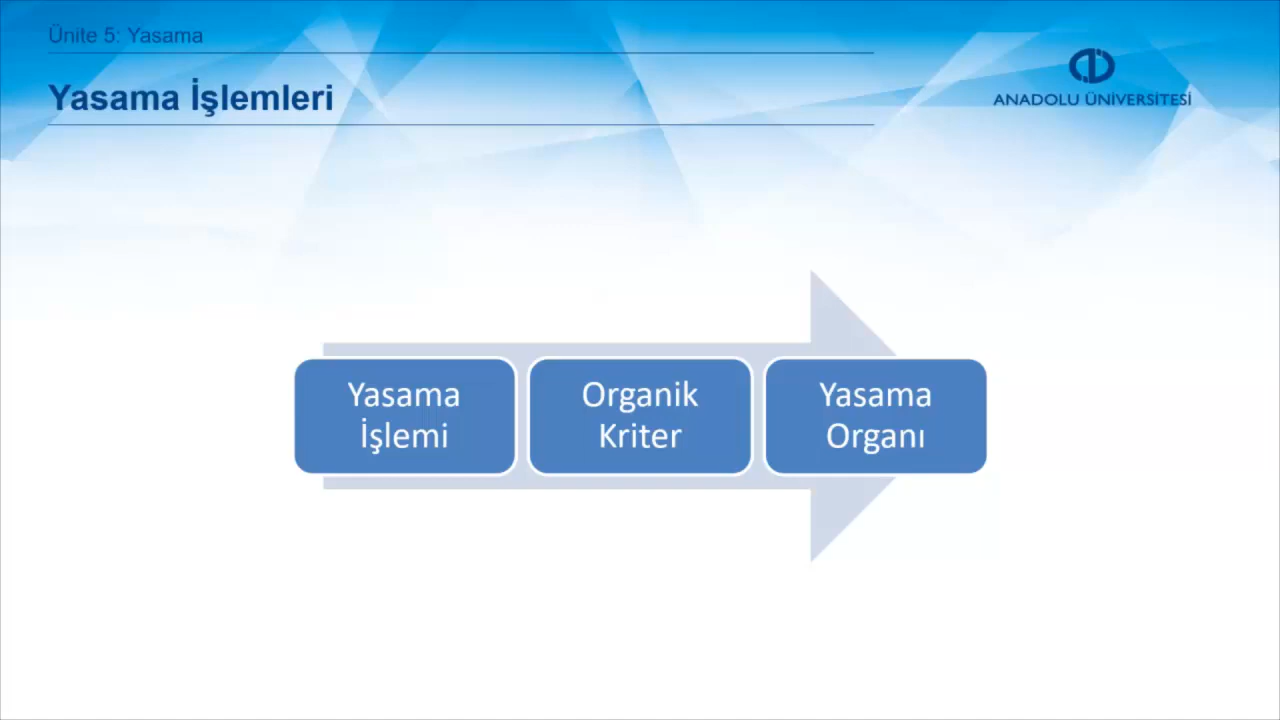 Ünite 5: Yasama
Yasama İşlemleri
ANADOLU ÜNİVERSİTESİ
Yasama
İşlemi
Organik
Kriter
Yasama
Organı